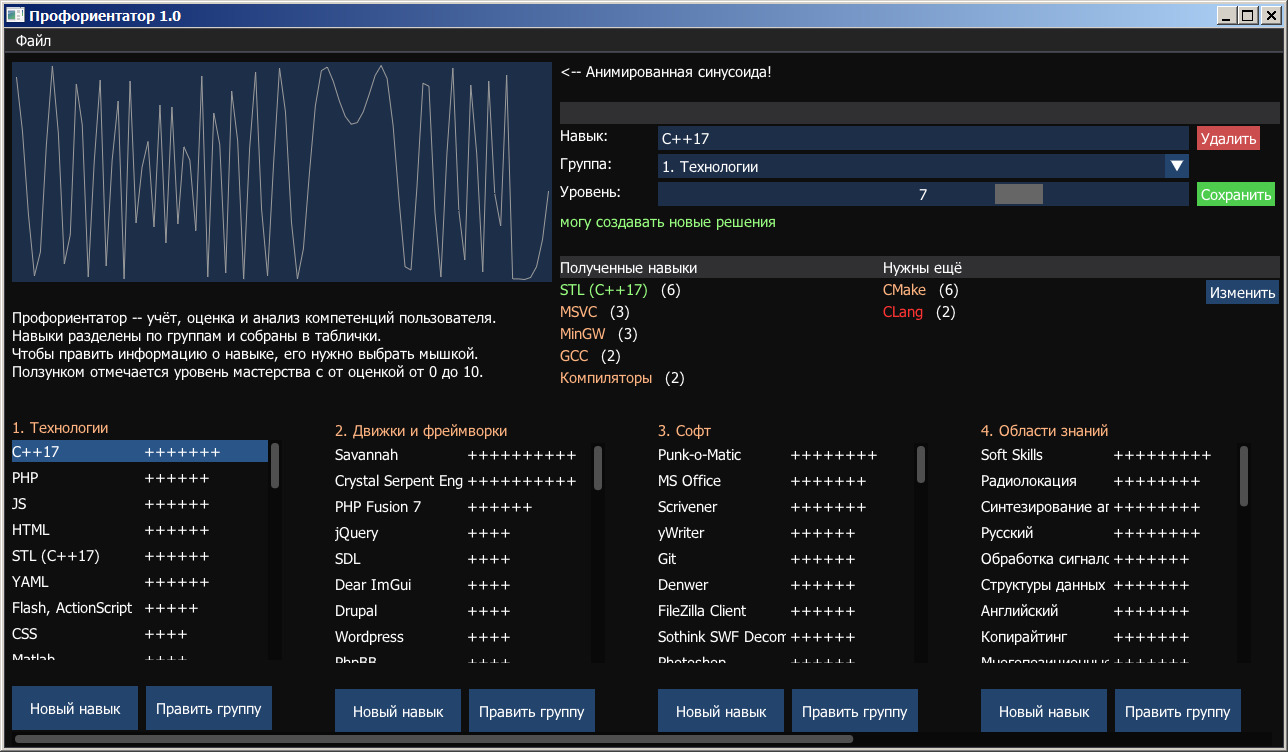 Профориентатор 1.0
Файл
<-- Анимированная синусоида!
Навык: C++17 Удалить
Группа: 1. Технологии
Уровень: 7 Сохранить
могу создавать новые решения
Полученные навыки Нужны ещё
STL (C++17) (6) CMake (6) Изменить
MSVC (3) CLang (2)
MinGW (3)
GCC (2)
Компиляторы (2)
Профориентатор -- учёт, оценка и анализ компетенций пользователя.
Навыки разделены по группам и собраны в таблички.
Чтобы править информацию о навыке, его нужно выбрать мышкой.
Ползунком отмечается уровень мастерства с от оценкой от 0 до 10.
1. Технологии
C++17 +++++++
PHP ++++++
JS ++++++
HTML ++++++
STL (C++17) ++++++
YAML ++++++
Flash, ActionScript +++++
CSS ++++
Matlab ++++
Новый навык Править группу
2. Движки и фреймворки
Savannah ++++++++++
Crystal Serpent Eng ++++++++++
PHP Fusion 7 ++++++
jQuery ++++
SDL ++++
Dear ImGui ++++
Drupal ++++
Wordpress ++++
PhpBB ++++
Новый навык Править группу
3. Софт
Punk-o-Matic ++++++++
MS Office +++++++
Scrivener +++++++
yWriter ++++++
Git ++++++
Denwer ++++++
FileZilla Client ++++++
Sothink SWF Decom ++++++
Photoshop ++++++
Новый навык Править группу
4. Области знаний
Soft Skills +++++++++
Радиолокация ++++++++
Синтезирование ап ++++++++
Русский ++++++++
Обработка сигнало +++++++
Структуры данных +++++++
Английский +++++++
Копирайтинг +++++++
Многопозиционные +++++++
Новый навык Править группу